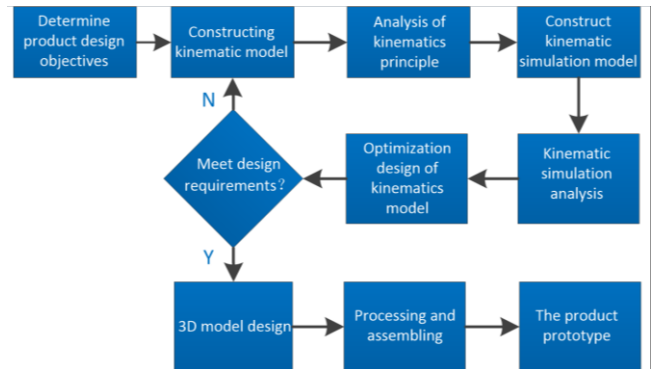 Determine
product design
objectives
Constructing
kinematic model
Analysis of
kinematics
principle
Construct
kinematic
simulation model
N
Meet design
requirements？
Optimization
design of
kinematics
model
Kinematic
simulation
analysis
Y
3D model design
Processing and
assembling
The product
prototype